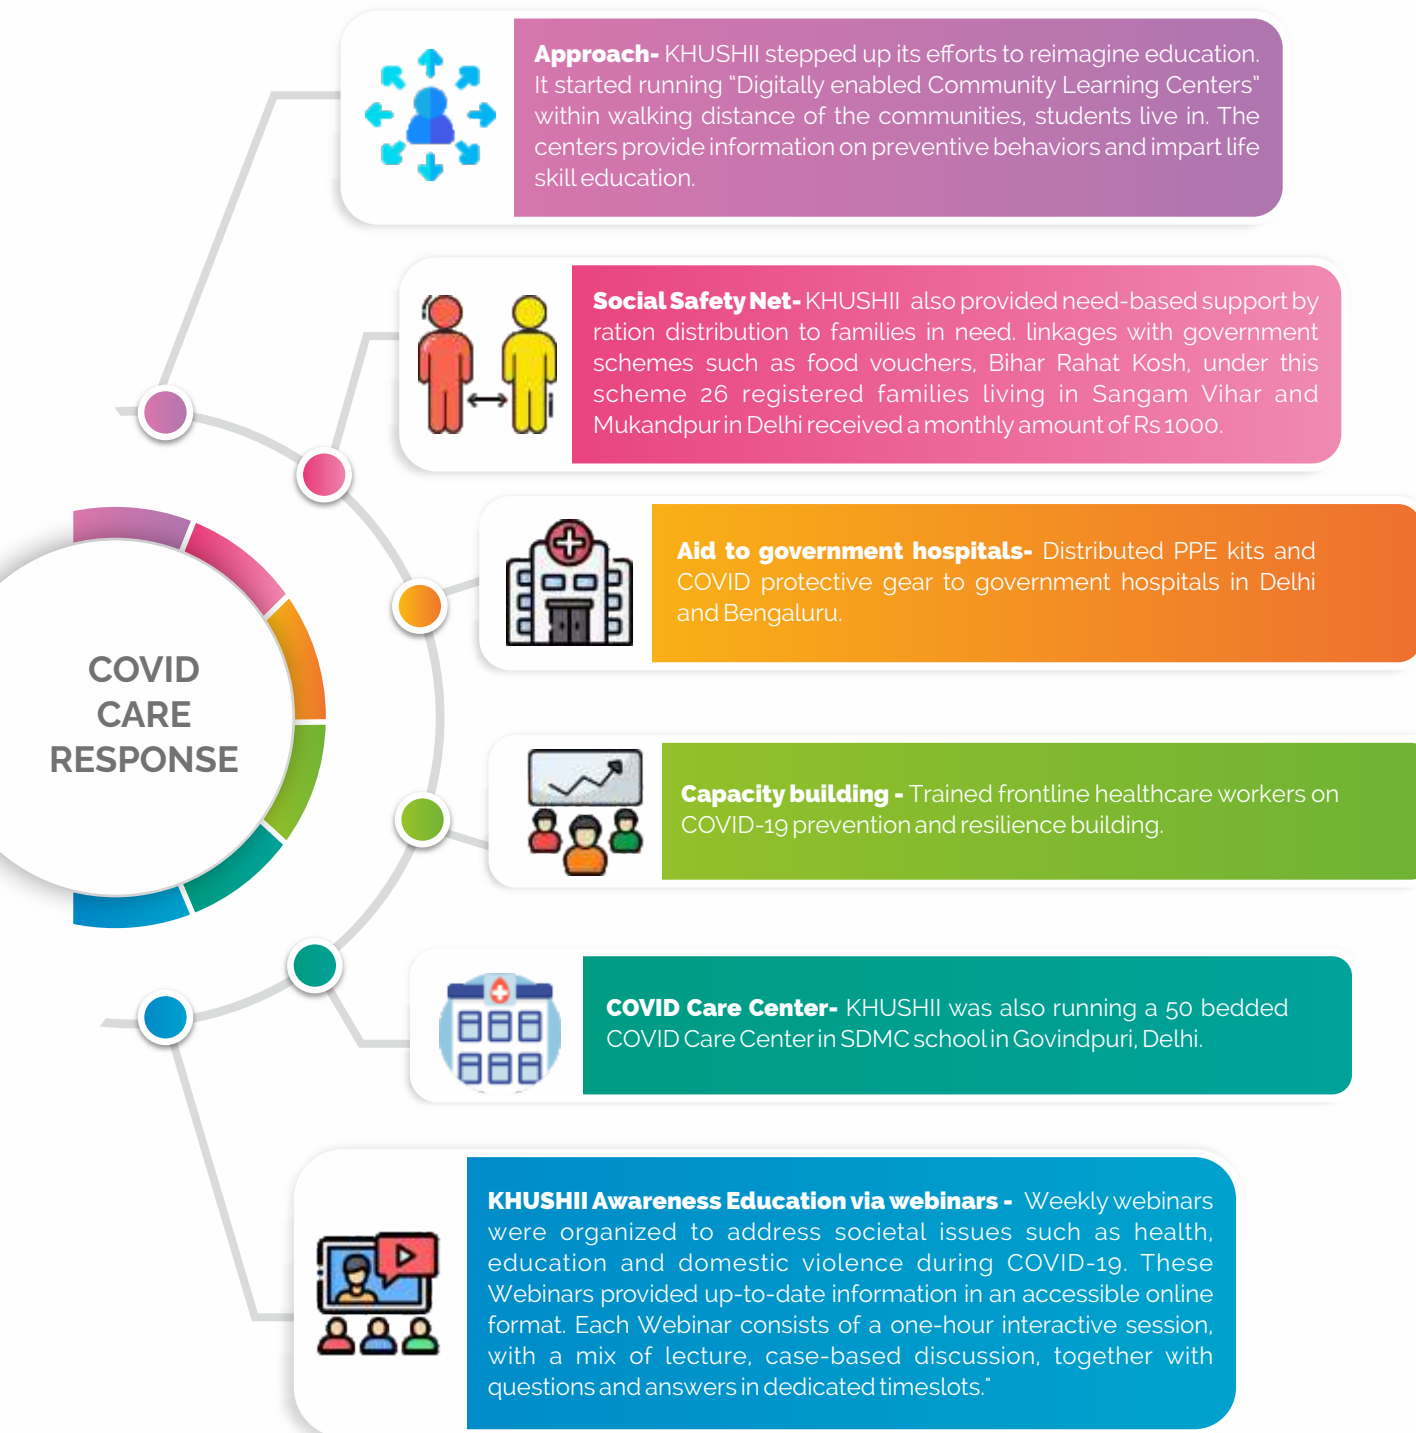 Approach- KHUSHII stepped up its efforts to reimagine education.
It started running "Digitally enabled Community Learning Centers"
within walking distance of the communities, students live in. The
centers provide information on preventive behaviors and impart life
skill education.
Social Safety Net- KHUSHII also provided need-based support by
ration distribution to families in need. linkages with government
schemes such as food vouchers, Bihar Rahat Kosh, under this
scheme 26 registered families living in Sangam Vihar and
Mukandpur in Delhi received a monthly amount of Rs 1000.
Aid to government hospitals- Distributed PPE kits and
COVID protective gear to government hospitals in Delhi
and Bengaluru.
COVID
CARE
RESPONSE
Capacity building - Trained frontline healthcare workers on
COVID-19 prevention and resilience building.
COVID Care Center- KHUSHII was also running a 50 bedded
COVID Care Center in SDMC school in Govindpuri, Delhi.
KHUSHII Awareness Education via webinars - Weekly webinars
were organized to address societal issues such as health,
education and domestic violence during COVID-19. These
Webinars provided up-to-date information in an accessible online
format. Each Webinar consists of a one-hour interactive session,
with a mix of lecture, case-based discussion, together with
questions and answers in dedicated timeslots."